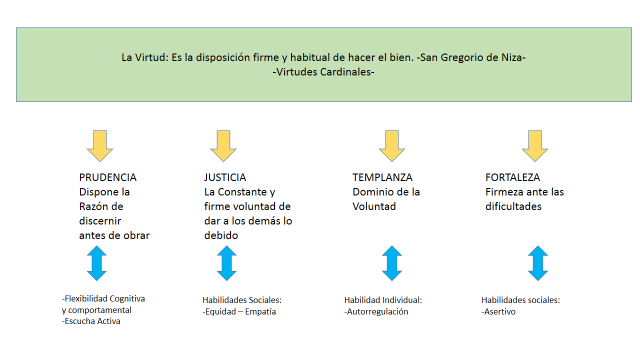 La Virtud: Es la disposición firme y habitual de hacer el bien. -San Gregorio de Niza-
-Virtudes Cardinales-
PRUDENCIA
Dispone la
Razón de
discernir
antes de obrar
JUSTICIA
La Constante y
firme voluntad de
dar a los demás lo
debido
TEMPLANZA
Dominio de la
Voluntad
FORTALEZA
Firmeza ante las
dificultades
-Flexibilidad Cognitiva
y comportamental
-Escucha Activa
Habilidades Sociales:
-Equidad – Empatía
Habilidad Individual:
-Autorregulación
Habilidades sociales:
-Asertivo